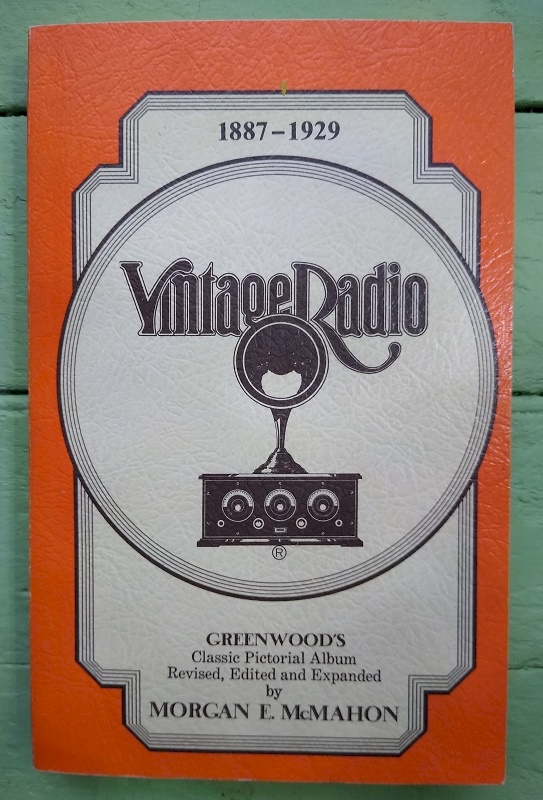 1887–1929
Vintage Radio
®
GREENWOOD'S
Classic Pictorial Album
Revised, Edited and Expanded
by
MORGAN E. McMAHON